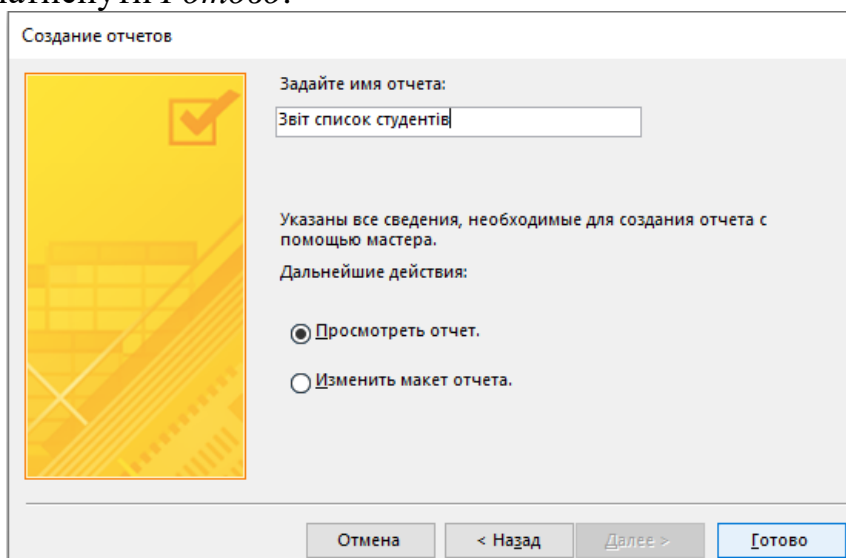 Создание отчетов
Задайте имя отчета:
Звіт список студентів
Указаны все сведения, необходимые для создания отчета с
помощью мастера.
Дальнейшие действия:
Просмотреть отчет.
Изменить макет отчета.
Отмена < Назад Далее > Готово